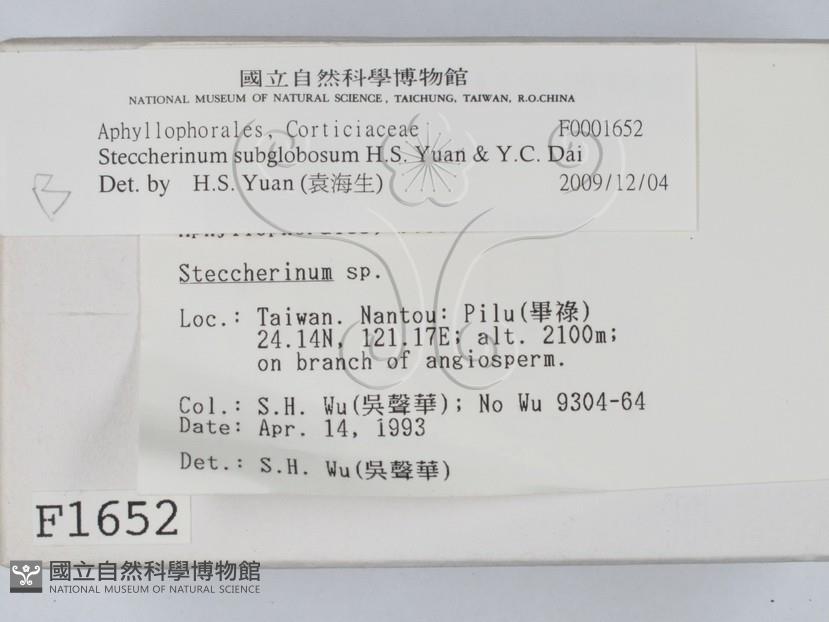 國立自然科學博物館
NATIONAL MUSEUM OF NATURAL SCIENCE, TAICHUNG, TAIWAN, R.O.CHINA
Aphyllophorales, Corticiaceae F0001652
Steccherinum subglobosum H.S. Yuan & Y.C. Dai
Det. by H.S. Yuan (袁海生) 2009/12/04
Steccherinum sp.
Loc.: Taiwan. Nantou: Pilu(畢祿)
24.14N, 121.17E; alt. 2100m;
on branch of angiosperm.
Col.: S.H. Wu(吳聲華); No Wu 9304-64
Date: Apr. 14, 1993
Det.: S.H. Wu(吳聲華)
F1652
國立自然科學博物館
NATIONAL MUSEUM OF NATURAL SCIENCE